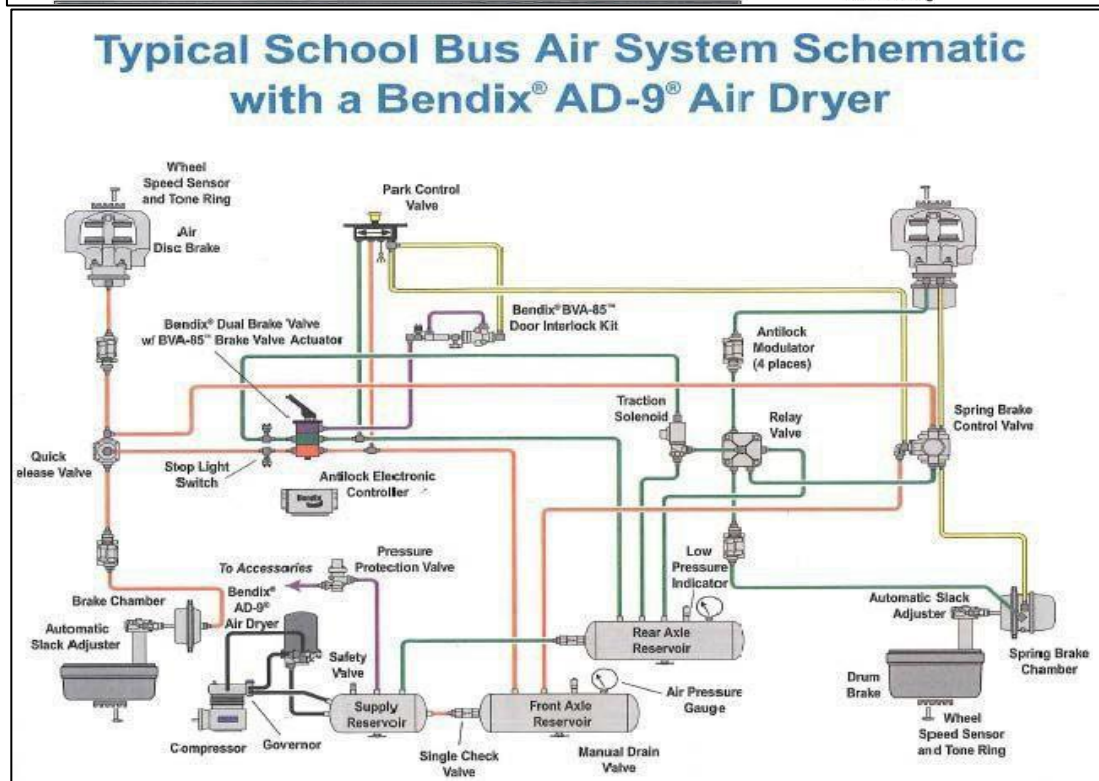 Typical School Bus Air System Schematic
with a Bendix® AD-9® Air Dryer
Wheel
Speed Sensor
and Tone Ring
Air
Disc Brake
Park Control
Valve
Bendix® Dual Brake Valve
w/ BVA-85™ Brake Valve Actuator
Bendix® BVA-85™
Door Interlock Kit
Antilock
Modulator
(4 places)
Traction
Solenoid
Relay
Valve
Spring Brake
Control Valve
Quick
elease Valve
Stop Light
Switch
Antilock Electronic
Controller
Bendix
To Accessories
Pressure
Protection Valve
Low
Pressure
Indicator
Brake Chamber
Bendix®
AD-9®
Air Dryer
Automatic
Slack Adjuster
Safety
Valve
Rear Axle
Reservoir
Automatic Slack
Adjuster
Spring Brake
Chamber
Drum
Brake
Supply
Reservoir
Front Axle
Reservoir
Air Pressure
Gauge
Compressor
Governor
Single Check
Valve
Manual Drain
Valve
Wheel
Speed Sensor
and Tone Ring